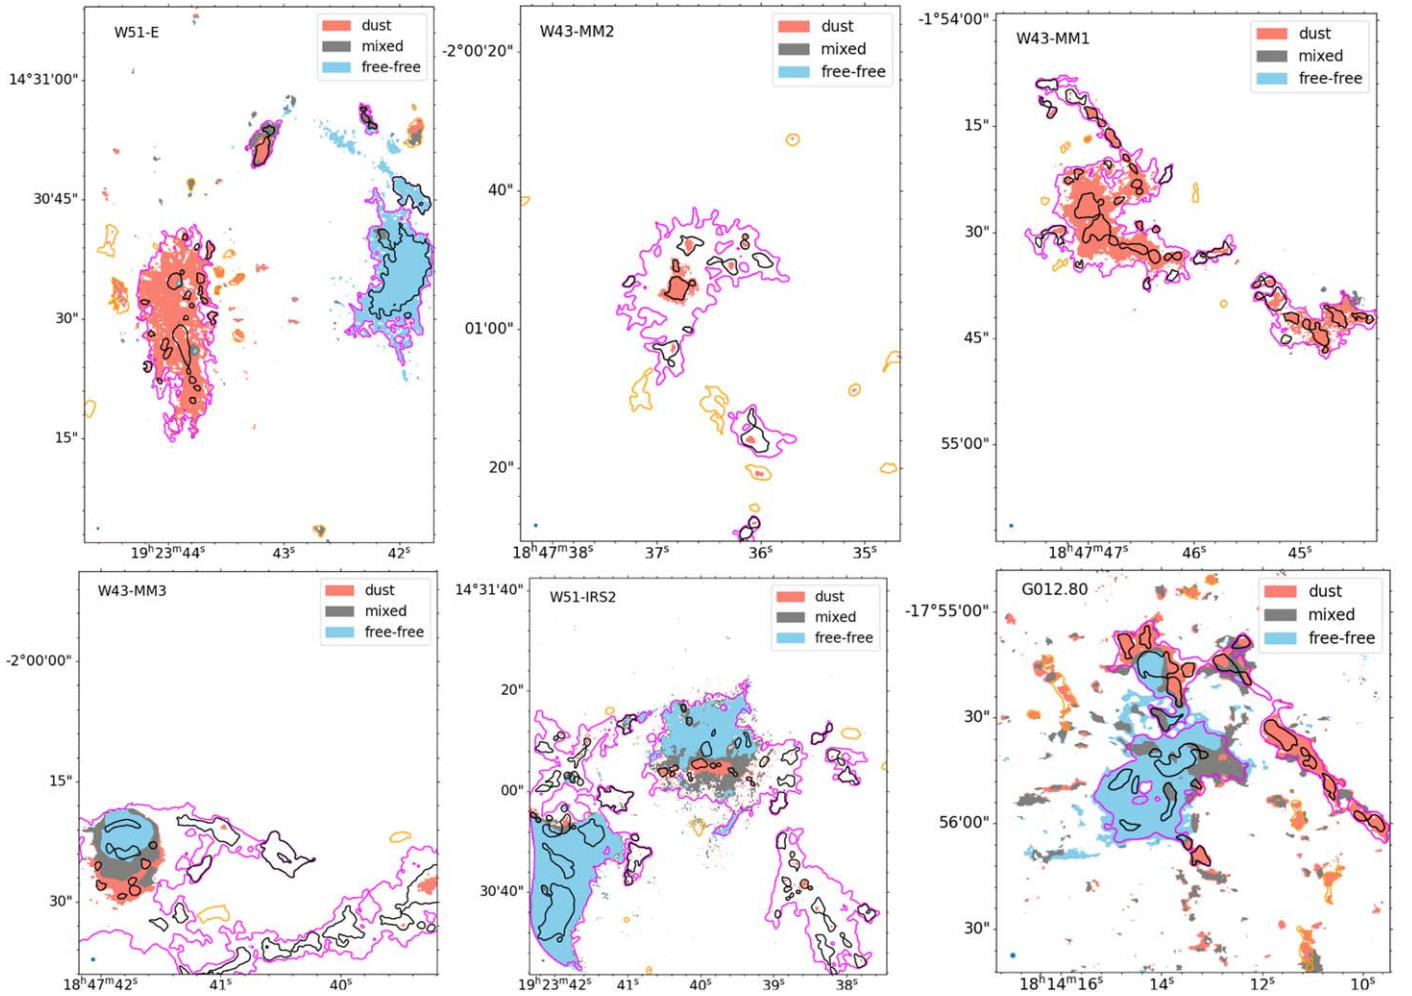 W51-E
dust
mixed
free-free
14°31'00"
30'45"
30"
15"
19ʰ23ᵐ44ˢ 43ˢ 42ˢ
W43-MM2
dust
mixed
free-free
-2°00'20"
40"
01'00"
20"
18ʰ47ᵐ38ˢ 37ˢ 36ˢ 35ˢ
W43-MM1
dust
mixed
free-free
-1°54'00"
15"
30"
45"
55'00"
18ʰ47ᵐ47ˢ 46ˢ 45ˢ
W43-MM3
dust
mixed
free-free
-2°00'00"
15"
30"
18ʰ47ᵐ42ˢ 41ˢ 40ˢ
W51-IRS2
dust
mixed
free-free
14°31'40"
20"
00"
30'40"
19ʰ23ᵐ42ˢ 41ˢ 40ˢ 39ˢ 38ˢ
G012.80
dust
mixed
free-free
-17°55'00"
30"
56'00"
30"
18ʰ14ᵐ16ˢ 14ˢ 12ˢ 10ˢ